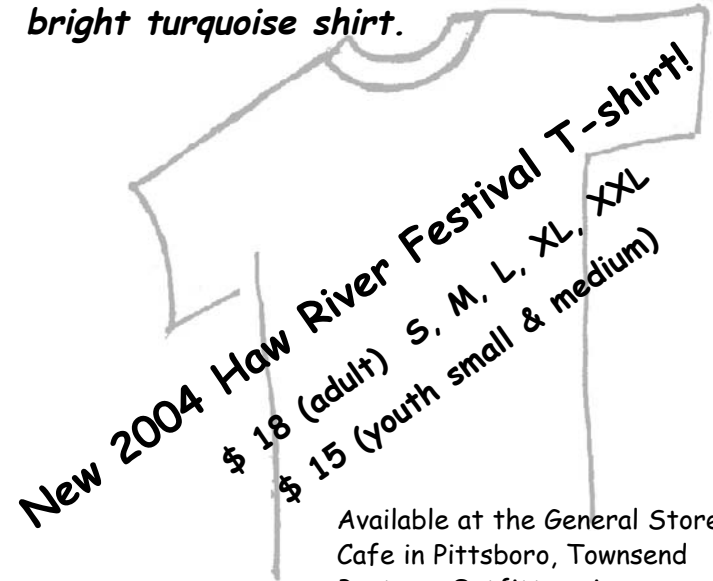 bright turquoise shirt.
New 2004 Haw River Festival T-shirt!
$ 18 (adult) S, M, L, XL, XXL
$ 15 (youth small & medium)
Available at the General Store
Cafe in Pittsboro, Townsend